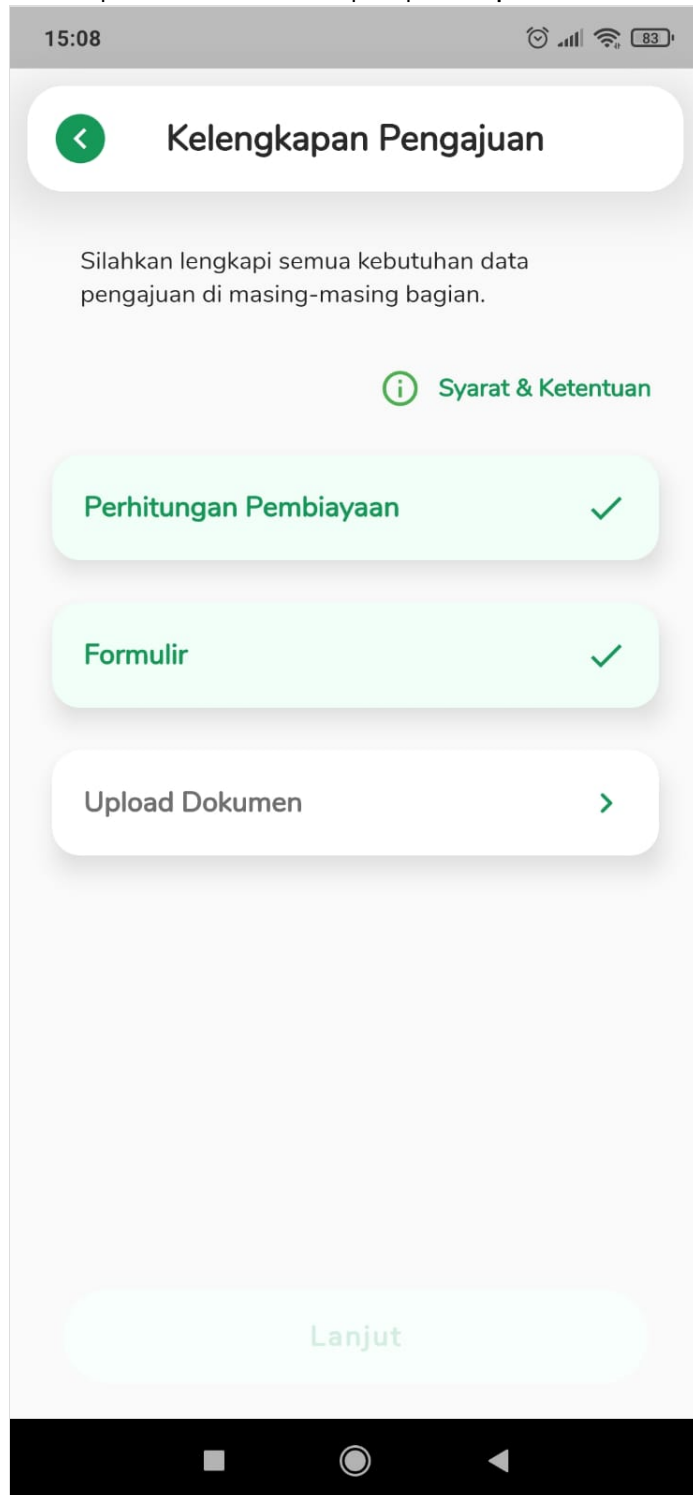 15:08
83
Kelengkapan Pengajuan
Silahkan lengkapi semua kebutuhan data
pengajuan di masing-masing bagian.
Syarat & Ketentuan
Perhitungan Pembiayaan
Formulir
Upload Dokumen
Lanjut